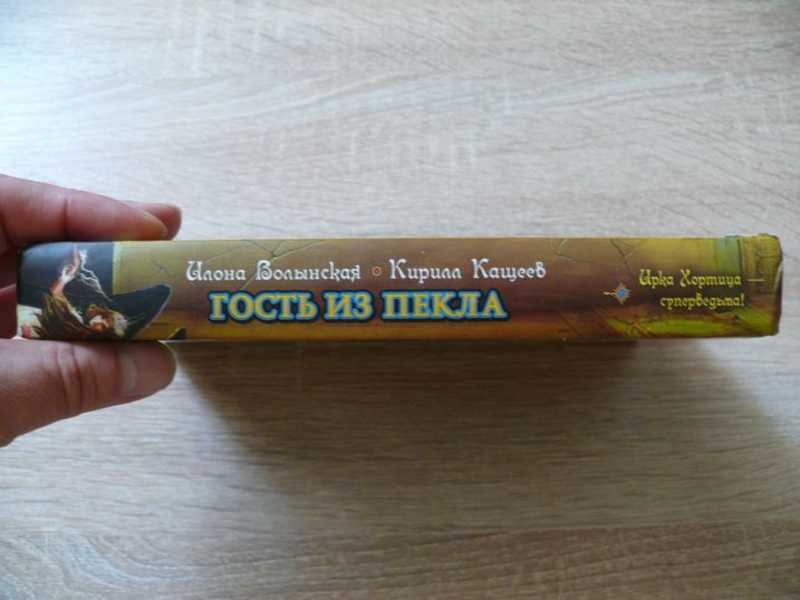 Илона Волынская • Кирилл Кащеев
ГОСТЬ ИЗ ПЕКЛА
Ирка Хортица —
суперведьма!